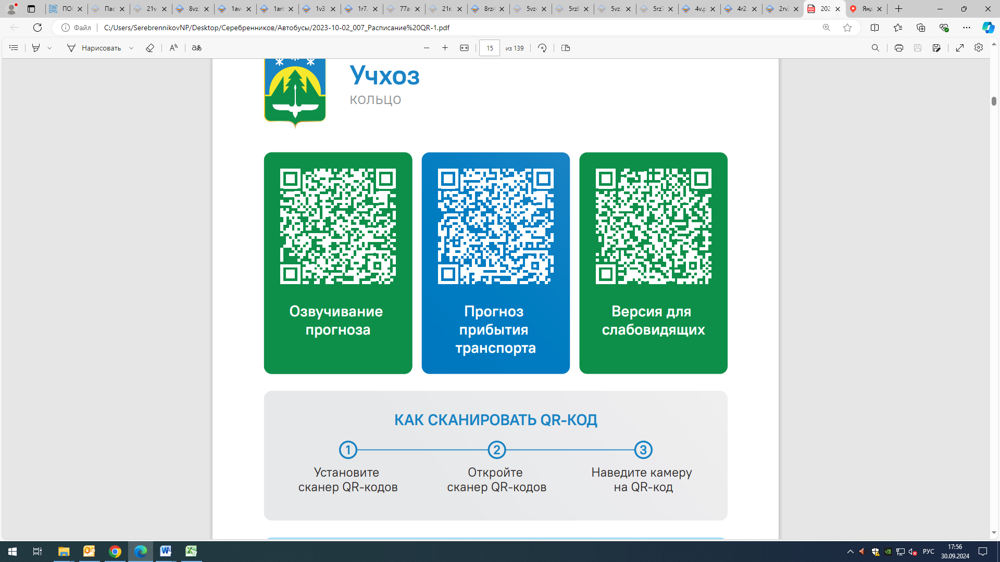 ПО
Пас
21v.
8vz
1av
1ar
1v3.
1r7.
77a
21r.
8rz
5vz
5rz
5vz
5rz
4v.p
4r2.
2rv
202
Янд
Файл
C:/Users/SerebrennikovNP/Desktop/Серебренников/Автобусы/2023-10-02_007_Расписание%20QR-1.pdf
Нарисовать
15 из 139
Учхоз
кольцо
Озвучивание
прогноза
Прогноз
прибытия
транспорта
Версия для
слабовидящих
КАК СКАНИРОВАТЬ QR-КОД
1
2
3
Установите
сканер QR-кодов
Откройте
сканер QR-кодов
Наведите камеру
на QR-код
РУС
17:56
30.09.2024